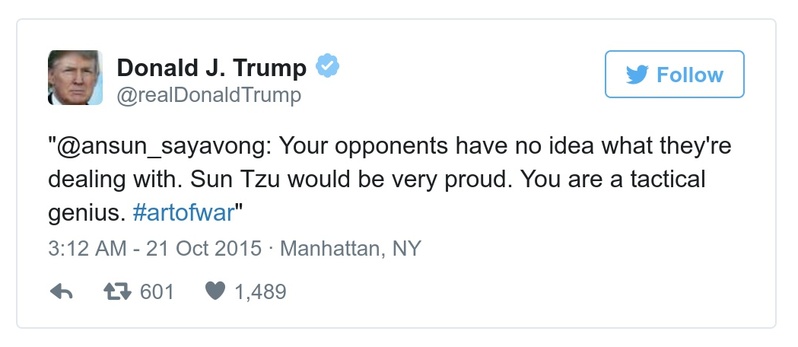 Donald J. Trump
@realDonaldTrump
Follow
"@ansun_sayavong: Your opponents have no idea what they're
dealing with. Sun Tzu would be very proud. You are a tactical
genius. #artofwar"
3:12 AM - 21 Oct 2015 · Manhattan, NY
601 1,489